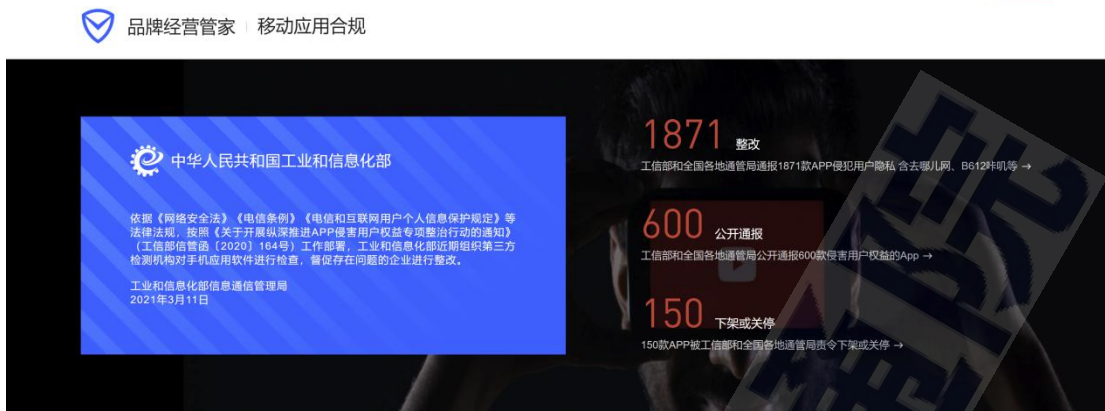 品牌经营管家 移动应用合规
中华人民共和国工业和信息化部
依据《网络安全法》《电信条例》《电信和互联网用户个人信息保护规定》等
法律法规，按照《关于开展纵深推进APP侵害用户权益专项整治行动的通知》
（工信部信管函〔2020〕164号）工作部署，工业和信息化部近期组织第三方
检测机构对手机应用软件进行检查，督促存在问题的企业进行整改。
工业和信息化部信息通信管理局
2021年3月11日
1871 整改
工信部和全国各地通管局通报1871款APP侵犯用户隐私 含去哪儿网、B612咔叽等 →
600 公开通报
工信部和全国各地通管局公开通报600款侵害用户权益的App →
150 下架或关停
150款APP被工信部和全国各地通管局责令下架或关停 →